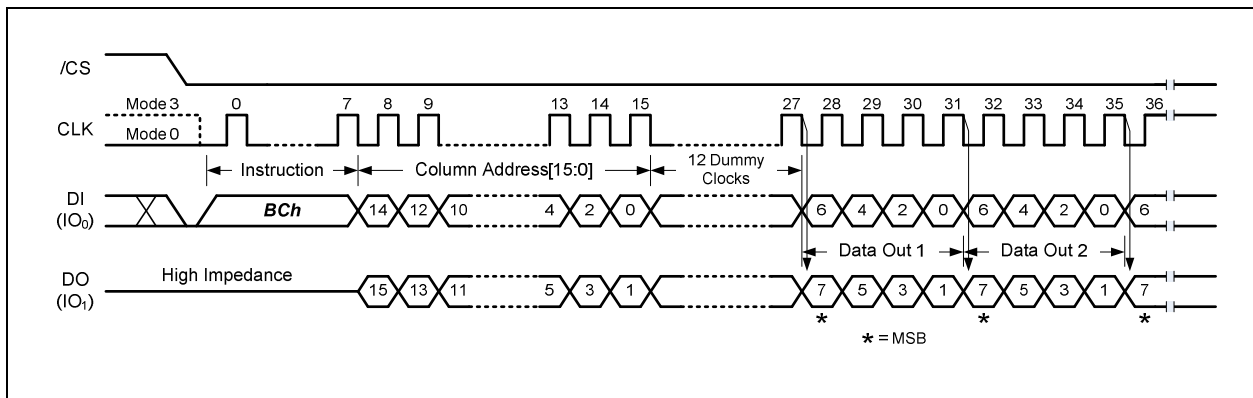 /CS
Mode 3 0 7 8 9 13 14 15 27 28 29 30 31 32 33 34 35 36
CLK
Mode 0
Instruction Column Address[15:0] 12 Dummy
Clocks
DI
(IO0) BCh 14 12 10 4 2 0 6 4 2 0 6 4 2 0 6
Data Out 1 Data Out 2
High Impedance
DO
(IO1) 15 13 11 5 3 1 7 5 3 1 7 5 3 1 7
* * *
* = MSB